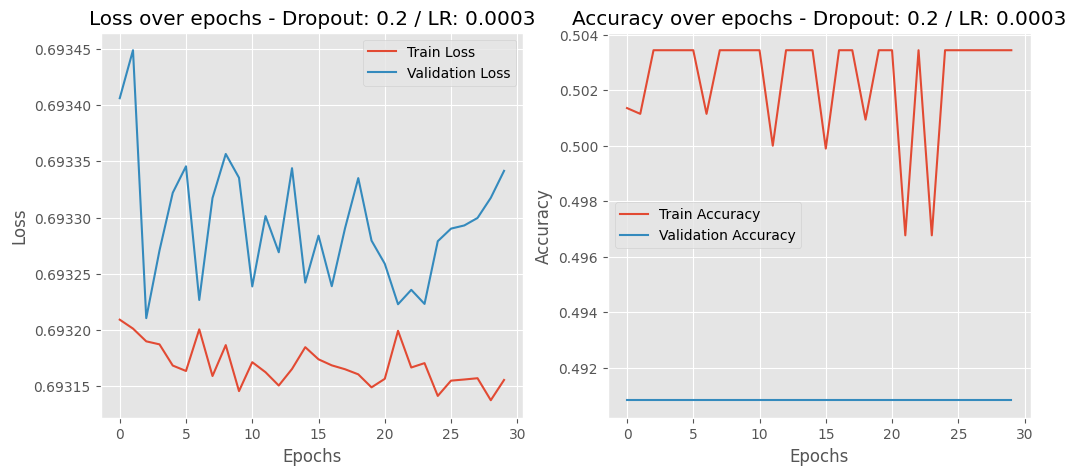 Loss over epochs - Dropout: 0.2 / LR: 0.0003
Train Loss
Validation Loss
0.69345
0.69340
0.69335
0.69330
0.69325
0.69320
0.69315
Loss
0 5 10 15 20 25 30
Epochs
Accuracy over epochs - Dropout: 0.2 / LR: 0.0003
0.504
0.502
0.500
0.498
0.496
0.494
0.492
Accuracy
Train Accuracy
Validation Accuracy
0 5 10 15 20 25 30
Epochs